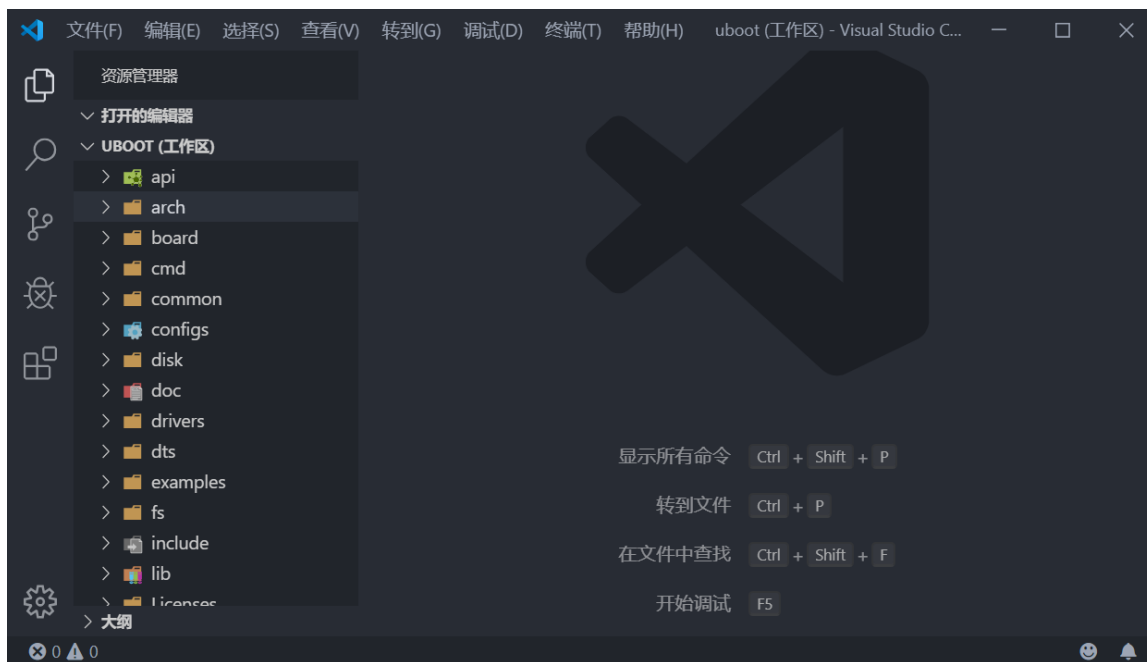 文件(F) 编辑(E) 选择(S) 查看(V) 转到(G) 调试(D) 终端(T) 帮助(H) uboot (工作区) - Visual Studio C...
资源管理器
打开的编辑器
UBOOT (工作区)
api
arch
board
cmd
common
configs
disk
doc
drivers
dts
examples
fs
include
lib
Licenses
大纲
显示所有命令 Ctrl + Shift + P
转到文件 Ctrl + P
在文件中查找 Ctrl + Shift + F
开始调试 F5
0 0